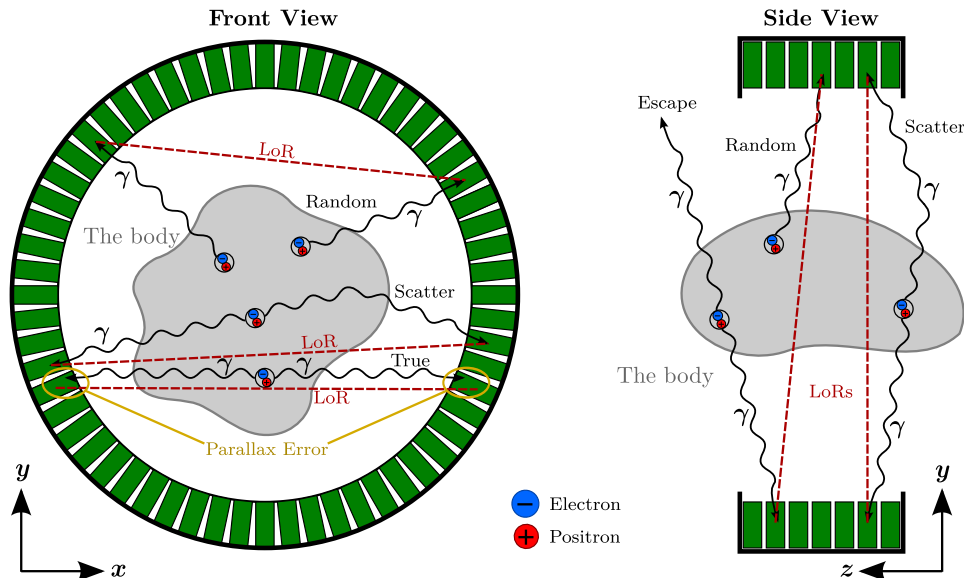 Front View
LoR
γ
Random
γ
The body
Scatter
γ
LoR
γ
γ
True
LoR
Parallax Error
y
x
−
Electron
+
Positron
Side View
Escape
Random
Scatter
γ
γ
γ
The body
LoRs
γ
γ
y
z